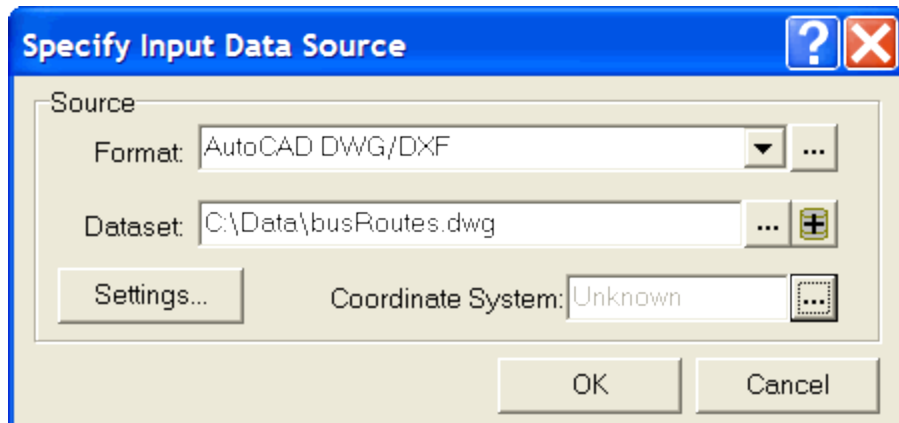 Specify Input Data Source
Source
Format: AutoCAD DWG/DXF ...
Dataset: C:\Data\busRoutes.dwg ...
Settings... Coordinate System: Unknown ...
OK Cancel